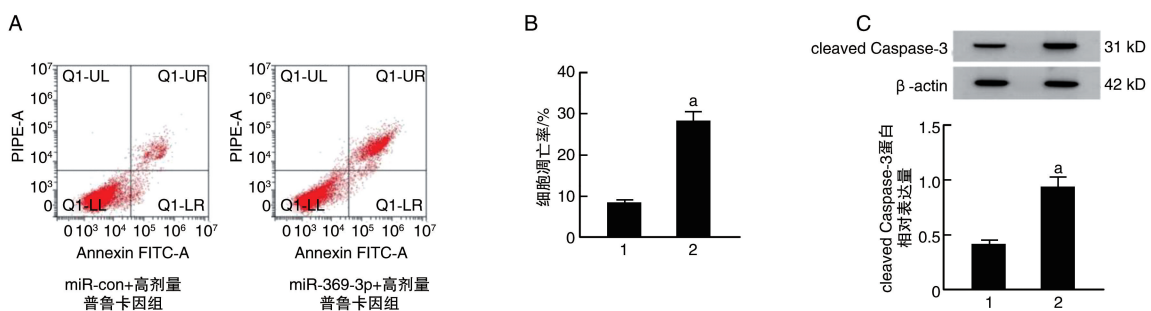 A
Q1-UL
Q1-UR
Q1-LL
Q1-LR
10⁷
10⁶
10⁵
10⁴
10³
0
PIPE-A
0 10³ 10⁴ 10⁵ 10⁶ 10⁷
Annexin FITC-A
miR-con+高剂量
普鲁卡因组
Q1-UL
Q1-UR
Q1-LL
Q1-LR
10⁷
10⁶
10⁵
10⁴
10³
0
PIPE-A
0 10³ 10⁴ 10⁵ 10⁶ 10⁷
Annexin FITC-A
miR-369-3p+高剂量
普鲁卡因组
B
细胞凋亡率/%
40
30
20
10
0
a
1 2
C
cleaved Caspase-3
31 kD
β -actin
42 kD
cleaved Caspase-3蛋白
相对表达量
1.5
1.0
0.5
0
a
1 2